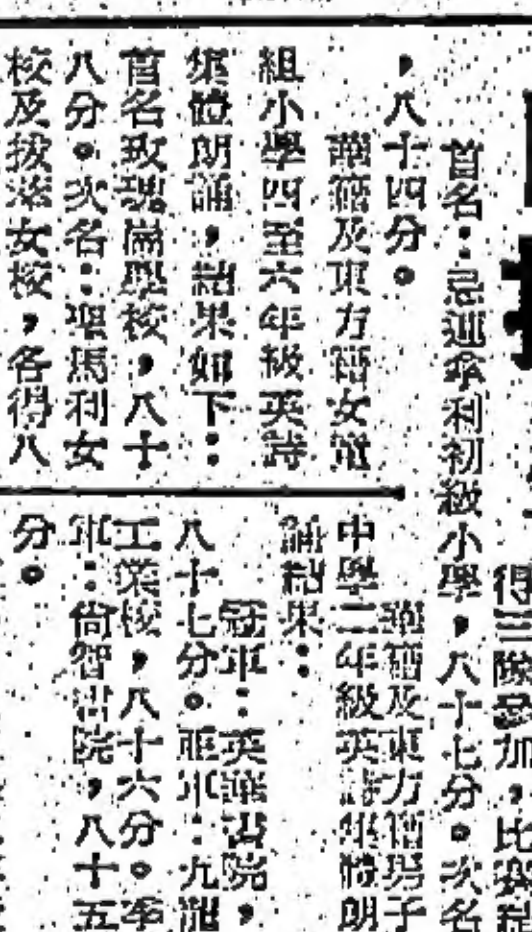 得三隊參加，比賽結
首名：忌連拿利初級小學，八十七分。次名
，八十四分。
華籍及東方籍女童
組小學四至六年級英詩
集體朗誦，結果如下：
首名玫瑰崗學校，八十
八分。次名：聖馬利女
校及拔萃女校，各得八
華籍及東方籍男子
中學二年級英詩集體朗
誦結果：
冠軍：英華書院，
八十七分。亞軍：九龍
工業校，八十六分。季
軍：尙智書院，八十五
分。